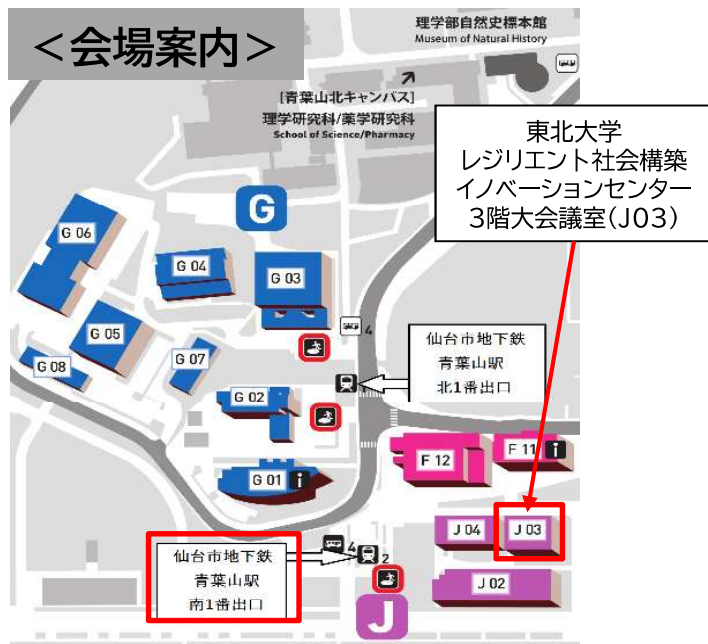 <会場案内>
理学部自然史標本館
Museum of Natural History
[青葉山北キャンパス]
理学研究科/薬学研究科
School of Science/Pharmacy
東北大学
レジリエント社会構築
イノベーションセンター
3階大会議室(J03)
G
G 06
G 04
G 03
G 05
G 07
G 08
4
仙台市地下鉄
青葉山駅
北1番出口
G 02
F 12
F 11
G 01
J 04
J 03
仙台市地下鉄
青葉山駅
南1番出口
4
2
J 02
J